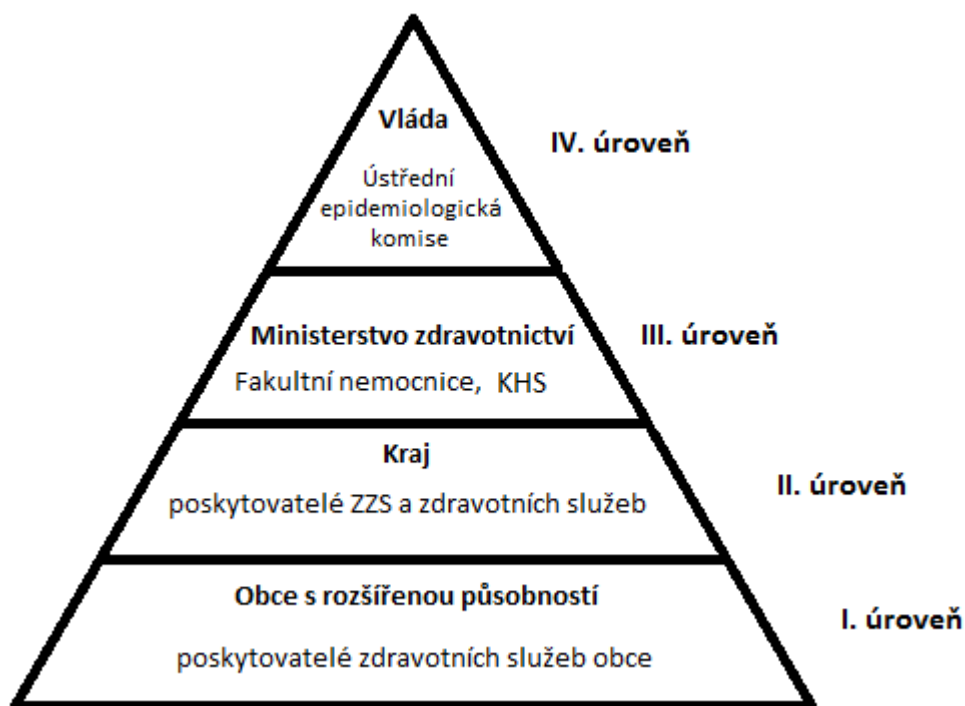 Vláda
IV. úroveň
Ústřední
epidemiologická
komise
Ministerstvo zdravotnictví
III. úroveň
Fakultní nemocnice, KHS
Kraj
II. úroveň
poskytovatelé ZZS a zdravotních služeb
Obce s rozšířenou působností
I. úroveň
poskytovatelé zdravotních služeb obce